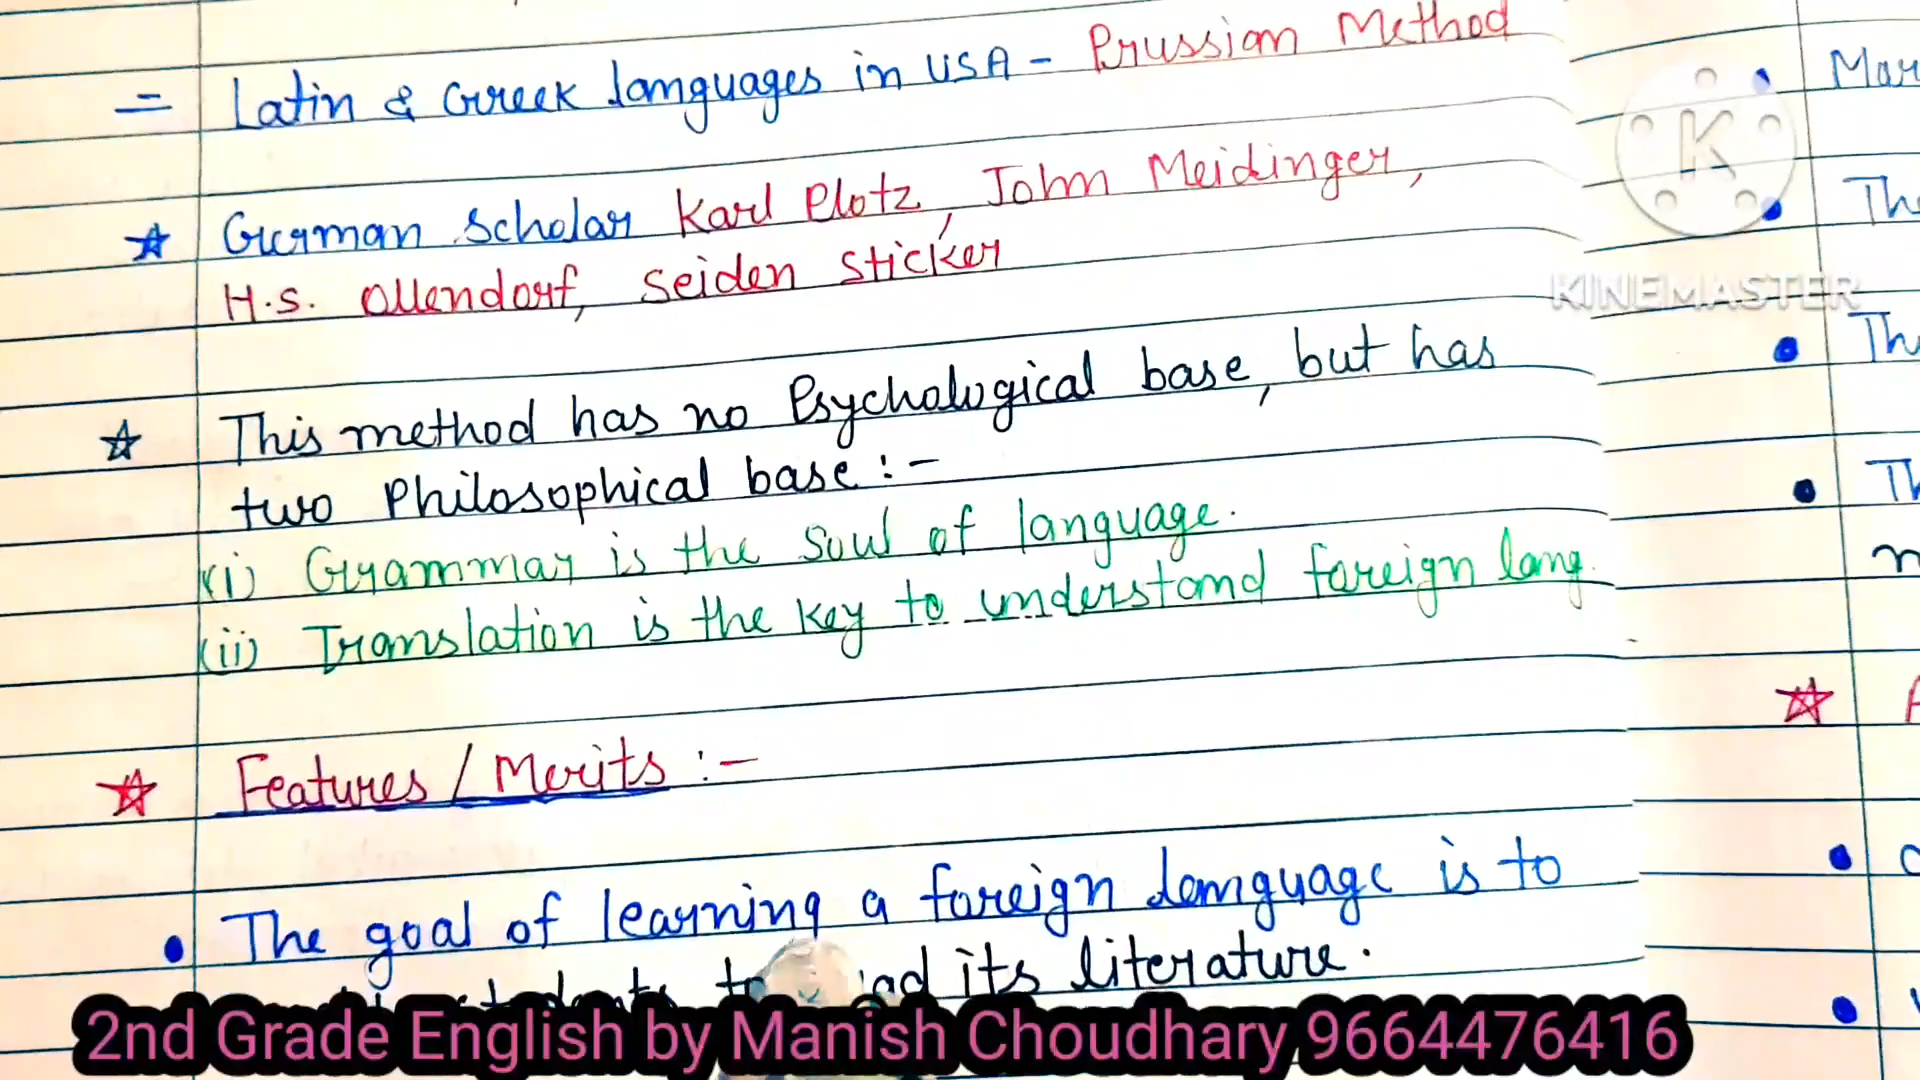 = Latin & Greek languages in USA - Prussian Method
German scholar Karl Plotz, John Meidinger,
H.S. Ollendorf, Seiden Sticker
This method has no Psychological base, but has
two Philosophical base :-
(i) Grammar is the Soul of language.
(ii) Translation is the Key to understand foreign lang.
Features / Merits :-
• The goal of learning a foreign language is to
its literature.
KINEMASTER
2nd Grade English by Manish Choudhary 9664476416